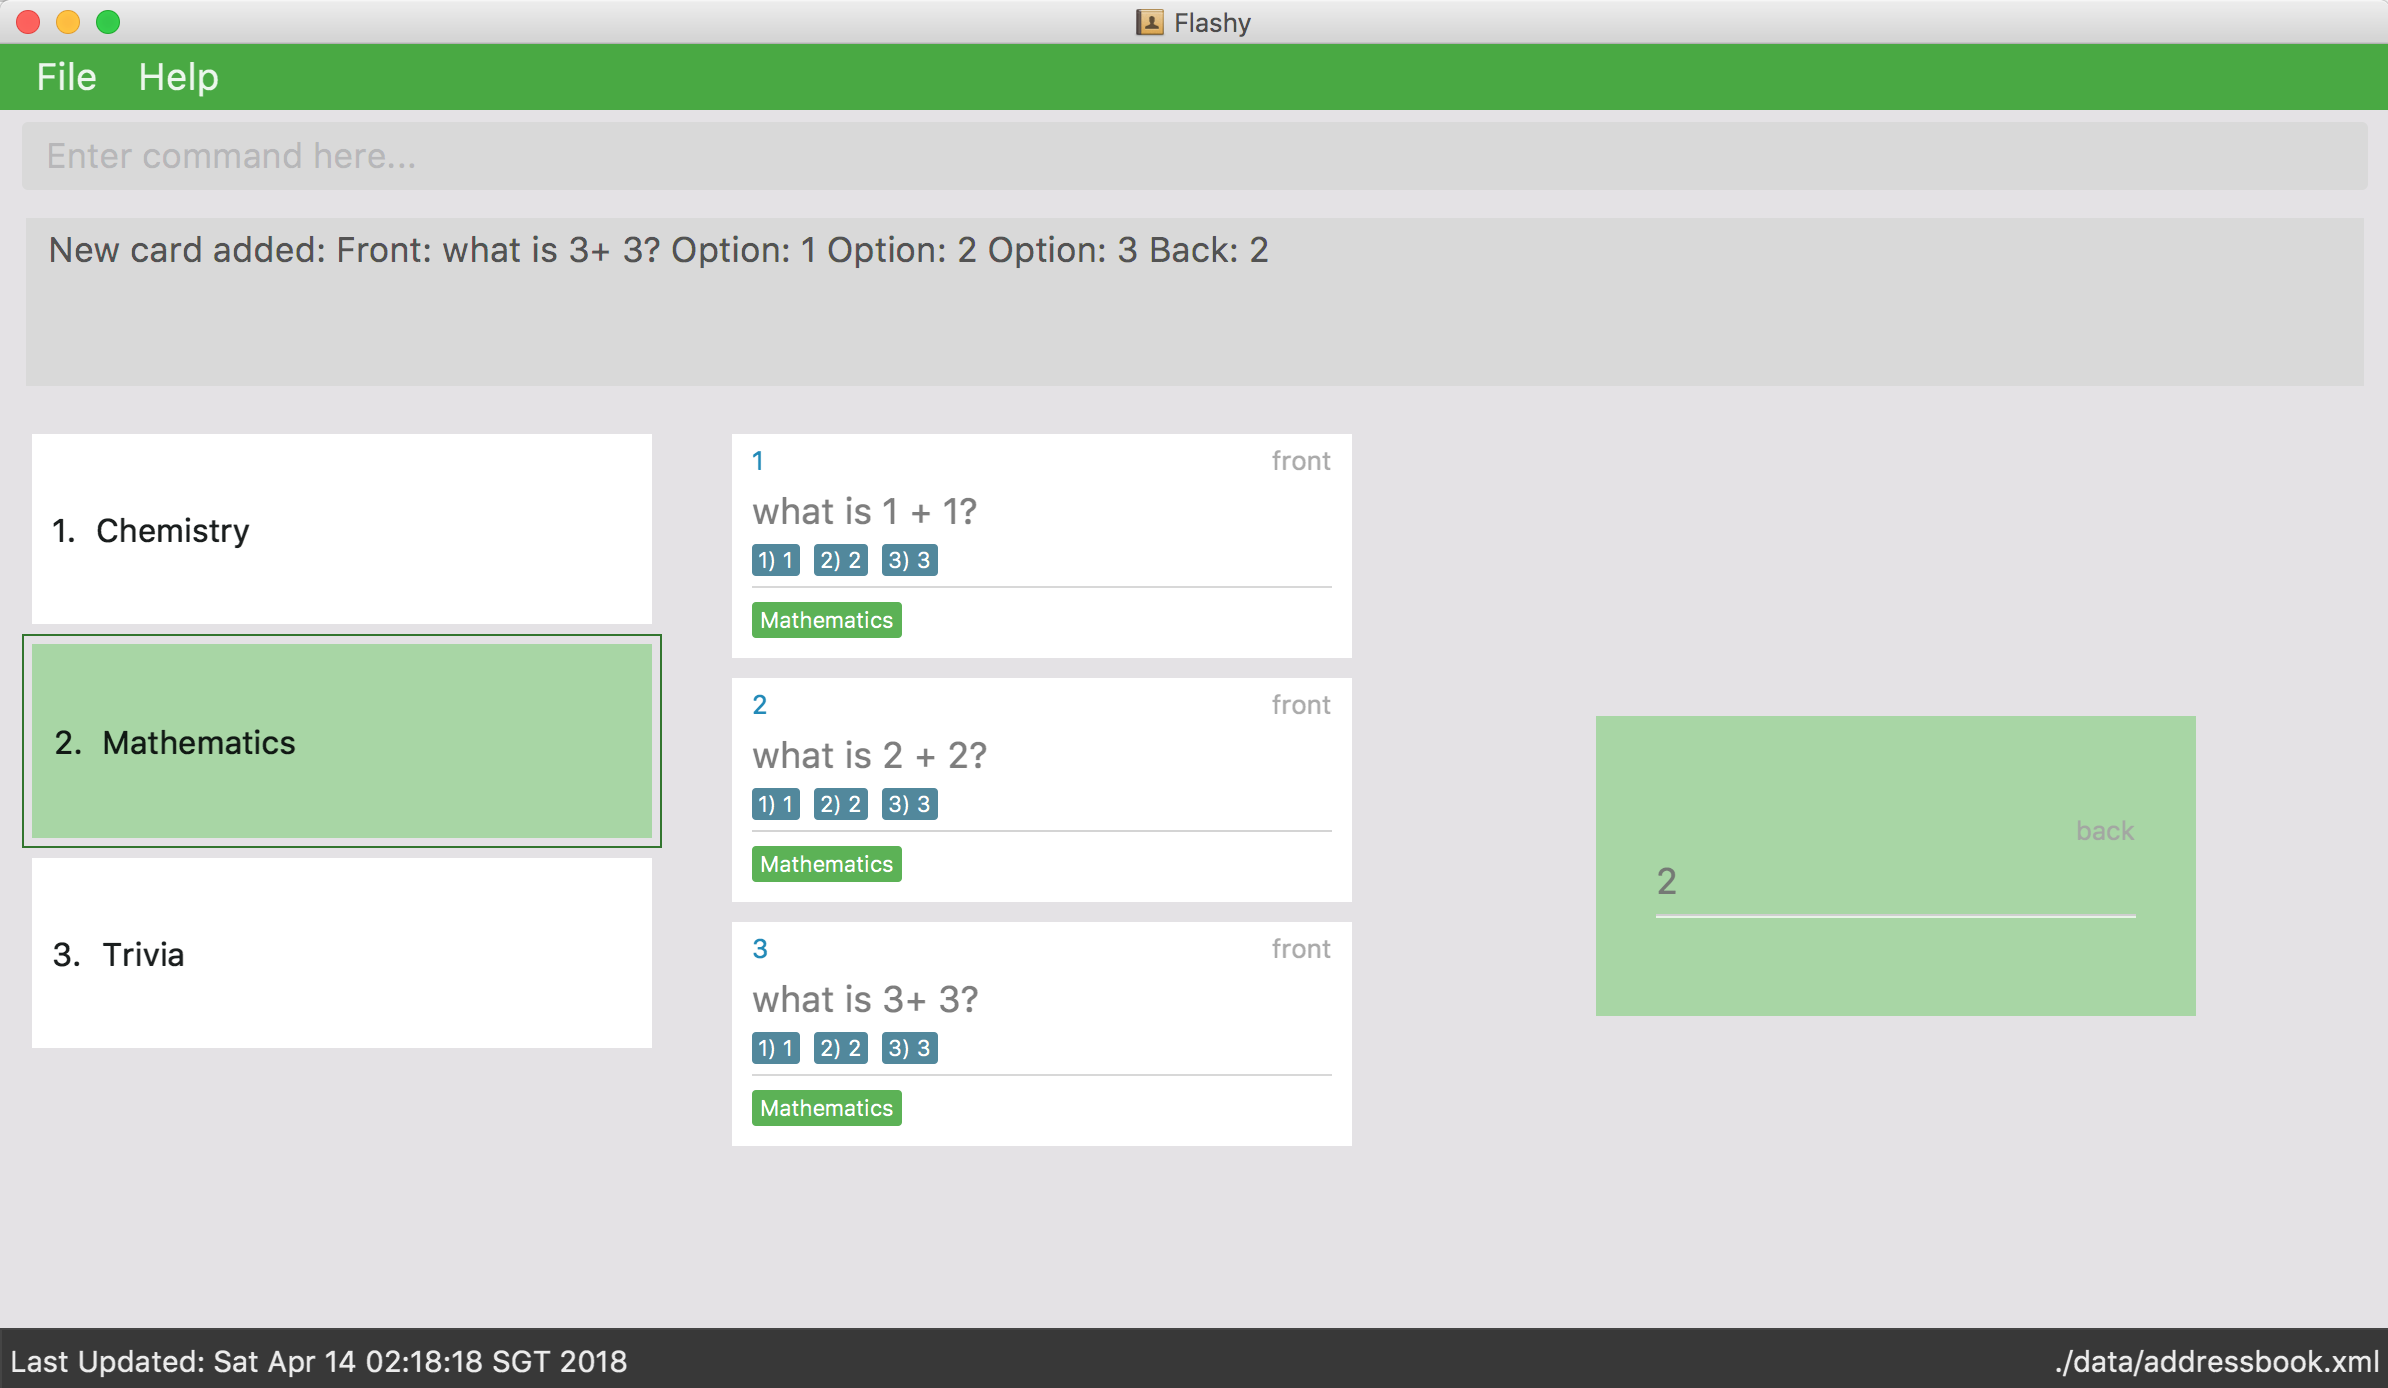 Flashy
File Help
Enter command here...
New card added: Front: what is 3+ 3? Option: 1 Option: 2 Option: 3 Back: 2
1. Chemistry
2. Mathematics
3. Trivia
1 front
what is 1 + 1?
1) 1 2) 2 3) 3
Mathematics
2 front
what is 2 + 2?
1) 1 2) 2 3) 3
Mathematics
3 front
what is 3+ 3?
1) 1 2) 2 3) 3
Mathematics
back
2
Last Updated: Sat Apr 14 02:18:18 SGT 2018
./data/addressbook.xml